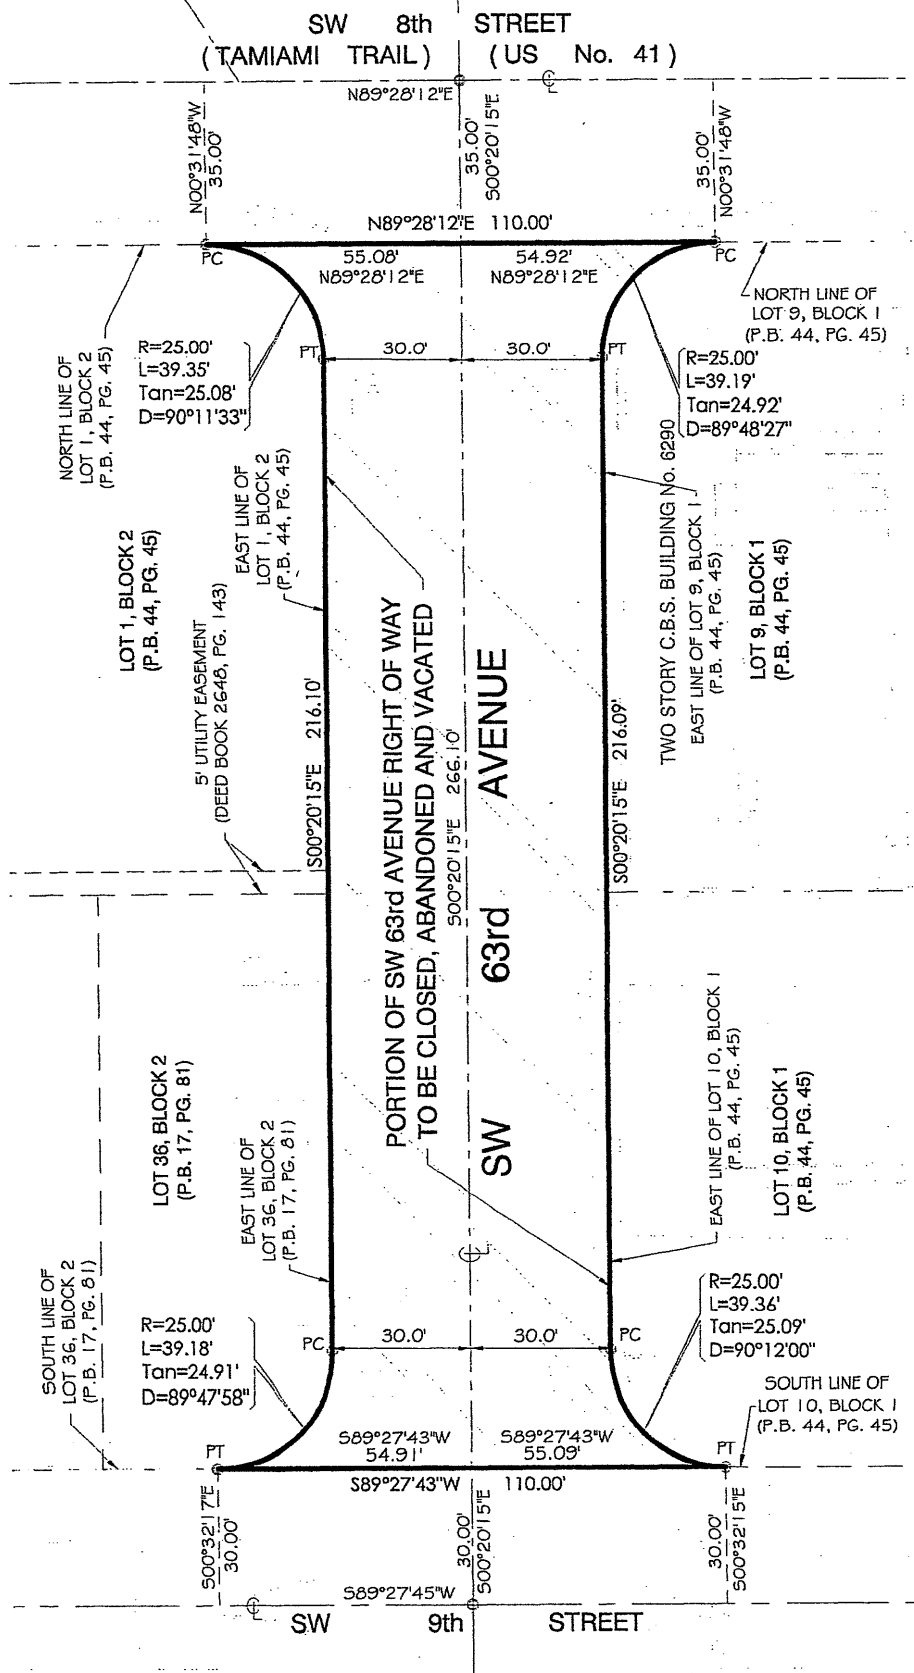 SW 8th STREET
(TAMIAMI TRAIL) (US No. 41)
N89°28'12"E
N00°31'48"W
35.00'
35.00'
S00°20'15"E
35.00'
N00°31'48"W
N89°28'12"E 110.00'
PC
55.08'
N89°28'12"E
54.92'
N89°28'12"E
PC
NORTH LINE OF
LOT 9, BLOCK 1
(P.B. 44, PG. 45)
PT
30.0'
30.0'
PT
R=25.00'
L=39.35'
Tan=25.08'
D=90°11'33"
R=25.00'
L=39.19'
Tan=24.92'
D=89°48'27"
NORTH LINE OF
LOT 1, BLOCK 2
(P.B. 44, PG. 45)
EAST LINE OF
LOT 1, BLOCK 2
(P.B. 44, PG. 45)
LOT 1, BLOCK 2
(P.B. 44, PG. 45)
5' UTILITY EASEMENT
(DEED BOOK 2648, PG. 143)
S00°20'15"E 216.10'
PORTION OF SW 63rd AVENUE RIGHT OF WAY
TO BE CLOSED, ABANDONED AND VACATED
S00°20'15"E 266.10'
SW 63rd AVENUE
S00°20'15"E 216.09'
TWO STORY C.B.S. BUILDING No. 6290
EAST LINE OF LOT 9, BLOCK 1
(P.B. 44, PG. 45)
LOT 9, BLOCK 1
(P.B. 44, PG. 45)
LOT 36, BLOCK 2
(P.B. 17, PG. 81)
EAST LINE OF
LOT 36, BLOCK 2
(P.B. 17, PG. 81)
EAST LINE OF LOT 10, BLOCK 1
(P.B. 44, PG. 45)
LOT 10, BLOCK 1
(P.B. 44, PG. 45)
SOUTH LINE OF
LOT 36, BLOCK 2
(P.B. 17, PG. 81)
R=25.00'
L=39.18'
Tan=24.91'
D=89°47'58"
PC
30.0'
30.0'
PC
R=25.00'
L=39.36'
Tan=25.09'
D=90°12'00"
SOUTH LINE OF
LOT 10, BLOCK 1
(P.B. 44, PG. 45)
PT
S89°27'43"W
54.91'
S89°27'43"W
55.09'
PT
S89°27'43"W 110.00'
S00°32'17"E
30.00'
30.00'
S00°20'15"E
30.00'
S00°32'15"E
S89°27'45"W
SW 9th STREET